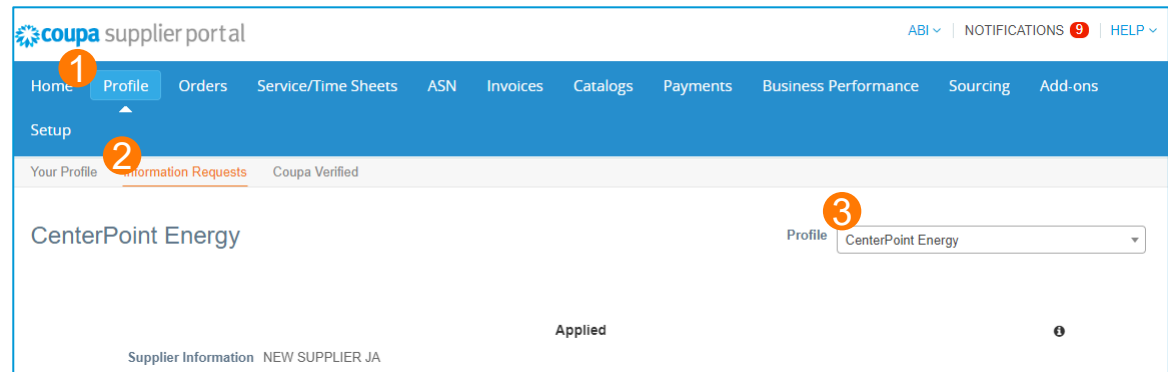 coupa supplier portal
ABI NOTIFICATIONS 9 HELP
1
Home Profile Orders Service/Time Sheets ASN Invoices Catalogs Payments Business Performance Sourcing Add-ons
Setup
2
Your Profile Information Requests Coupa Verified
3
CenterPoint Energy Profile CenterPoint Energy
Applied
Supplier Information NEW SUPPLIER JA